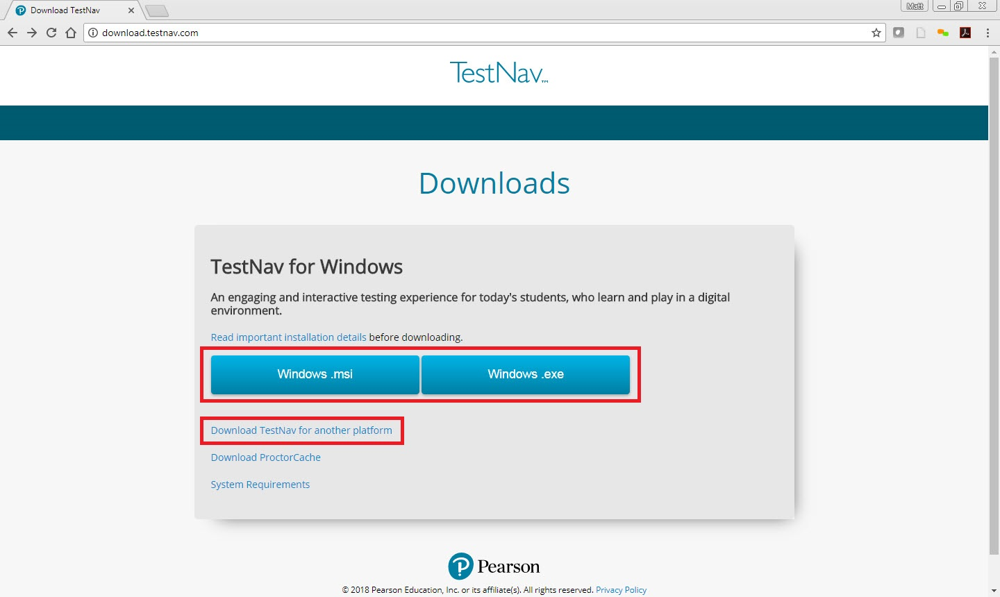 Download TestNav
Matt
download.testnav.com
TestNav™
Downloads
TestNav for Windows
An engaging and interactive testing experience for today's students, who learn and play in a digital
environment.
Read important installation details before downloading.
Windows .msi Windows .exe
Download TestNav for another platform
Download ProctorCache
System Requirements
Pearson
© 2018 Pearson Education, Inc. or its affiliate(s). All rights reserved. Privacy Policy